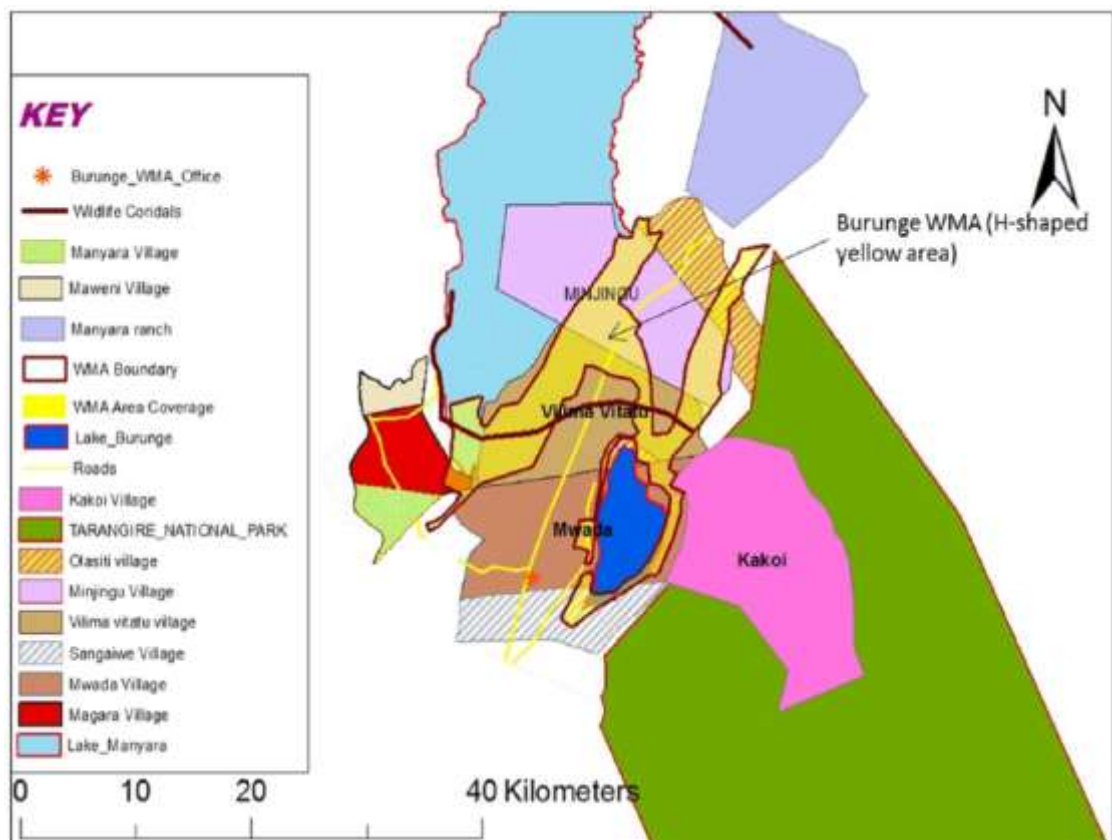 KEY
Burunge_WMA_Office
Wildlife Coridals
Manyara Village
Maweni Village
Manyara ranch
WMA Boundary
WMA Area Coverage
Lake_Burunge
Roads
Kakoi Village
TARANGIRE_NATIONAL_PARK
Olasiti village
Minjingu Village
Vilima vitatu village
Sangaiwe Village
Mwada Village
Magara Village
Lake_Manyara
N
Burunge WMA (H-shaped
yellow area)
MINJINGU
Vilima Vitatu
Mwada
Kakoi
0 10 20 40 Kilometers